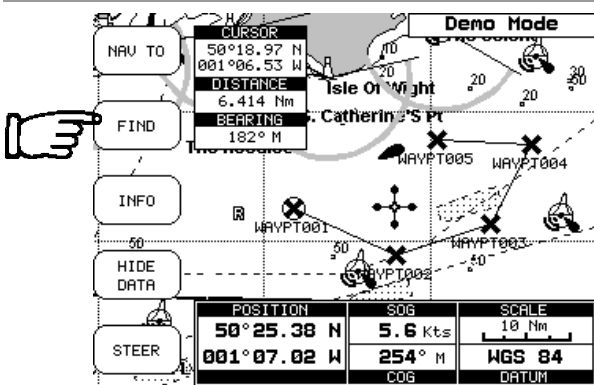 Demo Mode
NAV TO
CURSOR
50°18.97 N
001°06.53 W
DISTANCE
6.414 Nm
BEARING
182° M
20
Isle Of Wight
20
20
30
FIND
Catherine'S Pt
WAYPT005
WAYPT004
INFO
R
WAYPT001
WAYPT003
50
50
50
HIDE
DATA
WAYPT002
POSITION
SOG
SCALE
50°25.38 N
5.6 Kts
10 Nm
STEER
001°07.02 W
254° M
WGS 84
COG
DATUM